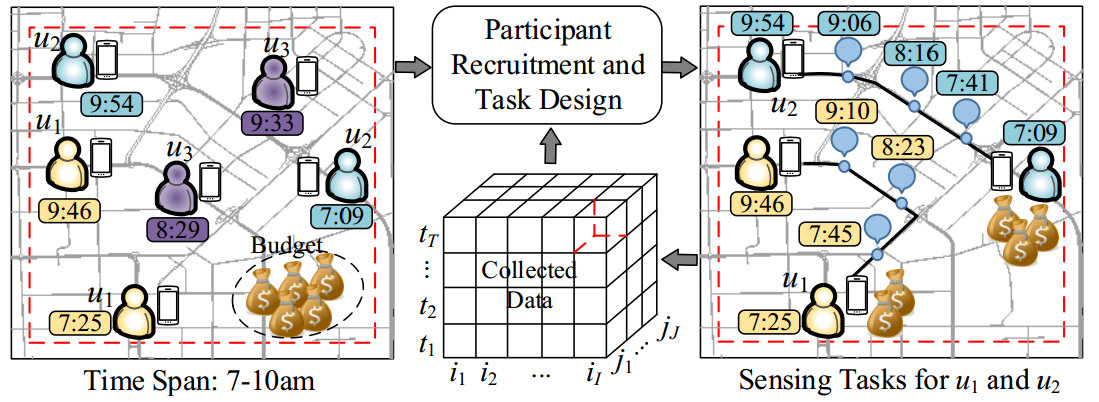 u2
9:54
u3
9:33
u1
9:46
u3
8:29
u2
7:09
Budget
$ $ $ $ $
u1
7:25
Time Span: 7-10am
Participant
Recruitment and
Task Design
tT
⋮
t2
t1
Collected
Data
i1 i2 ... iI
j1 ... jJ
9:54
9:06
8:16
7:41
u2
9:10
8:23
7:09
9:46
7:45
$ $ $ $
u1
7:25
$ $
Sensing Tasks for u1 and u2